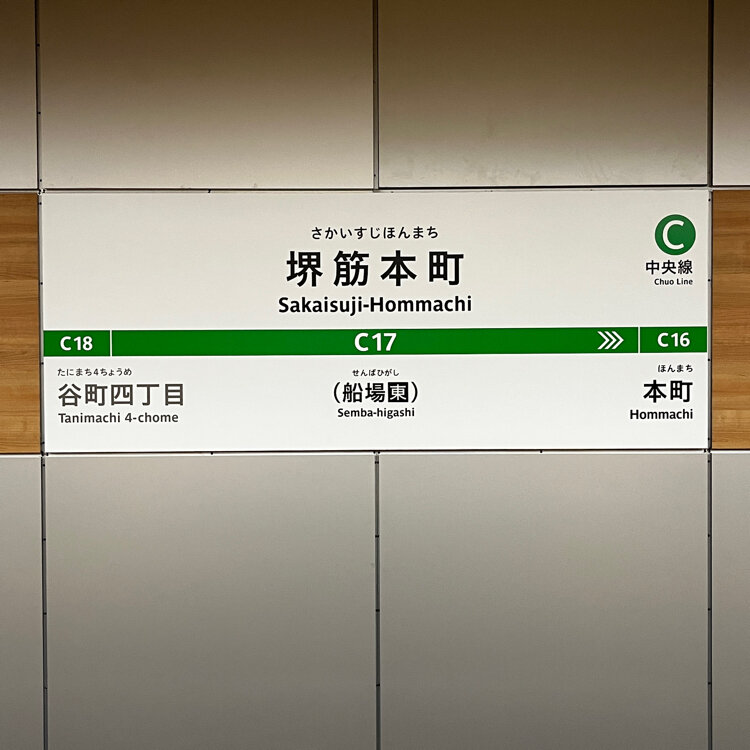 さかいすじほんまち
堺筋本町
Sakaisuji-Hommachi
C
中央線
Chuo Line
C18
C17
C16
たにまち4ちょうめ
谷町四丁目
Tanimachi 4-chome
せんばひがし
（船場東）
Semba-higashi
ほんまち
本町
Hommachi